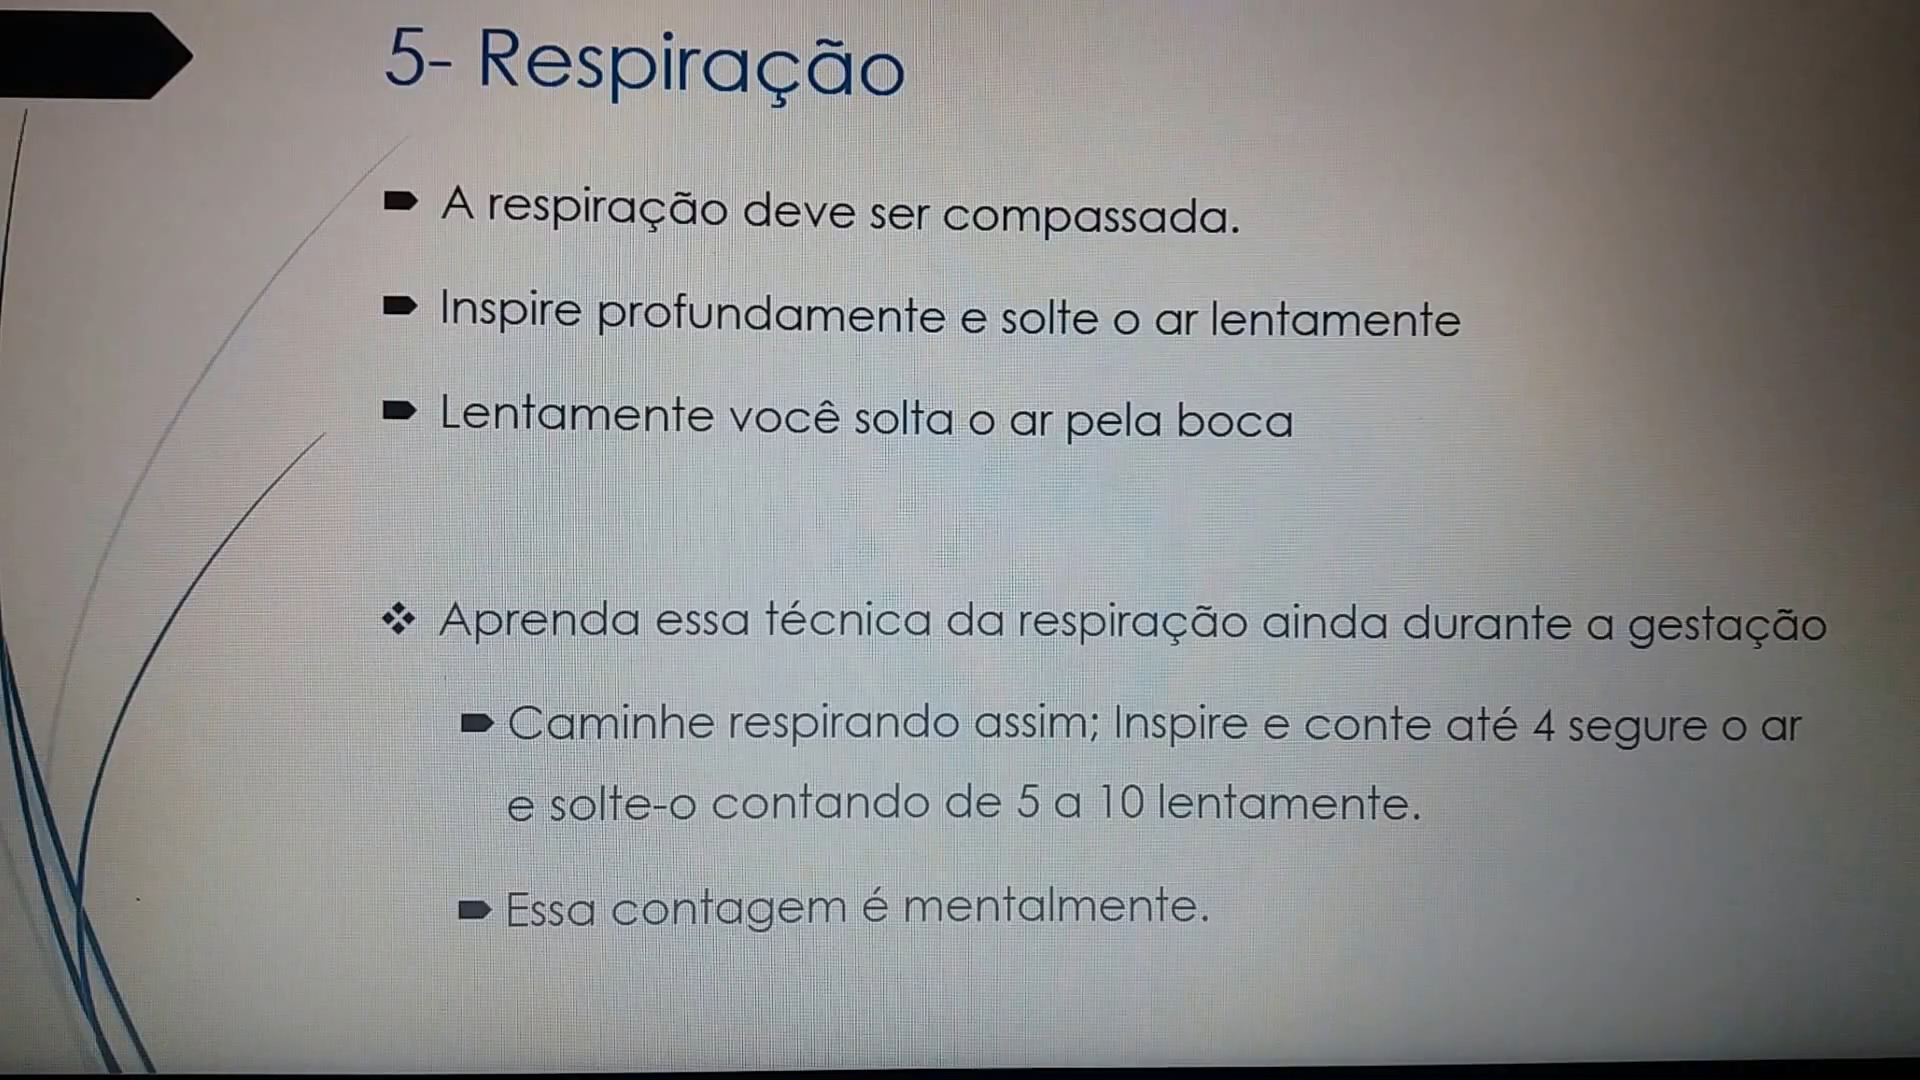 5- Respiração
A respiração deve ser compassada.
Inspire profundamente e solte o ar lentamente
Lentamente você solta o ar pela boca
Aprenda essa técnica da respiração ainda durante a gestação
Caminhe respirando assim; Inspire e conte até 4 segure o ar
e solte-o contando de 5 a 10 lentamente.
Essa contagem é mentalmente.